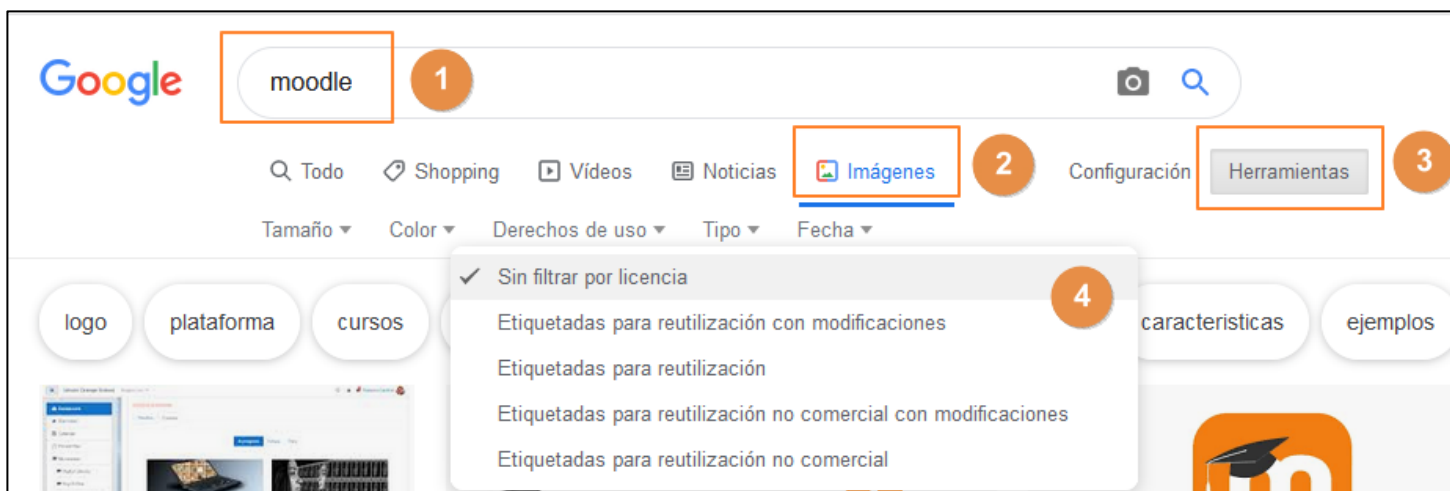 Google moodle 1
Todo Shopping Vídeos Noticias Imágenes 2 Configuración Herramientas 3
Tamaño Color Derechos de uso Tipo Fecha
Sin filtrar por licencia 4
Etiquetadas para reutilización con modificaciones
Etiquetadas para reutilización
Etiquetadas para reutilización no comercial con modificaciones
Etiquetadas para reutilización no comercial
logo plataforma cursos caracteristicas ejemplos